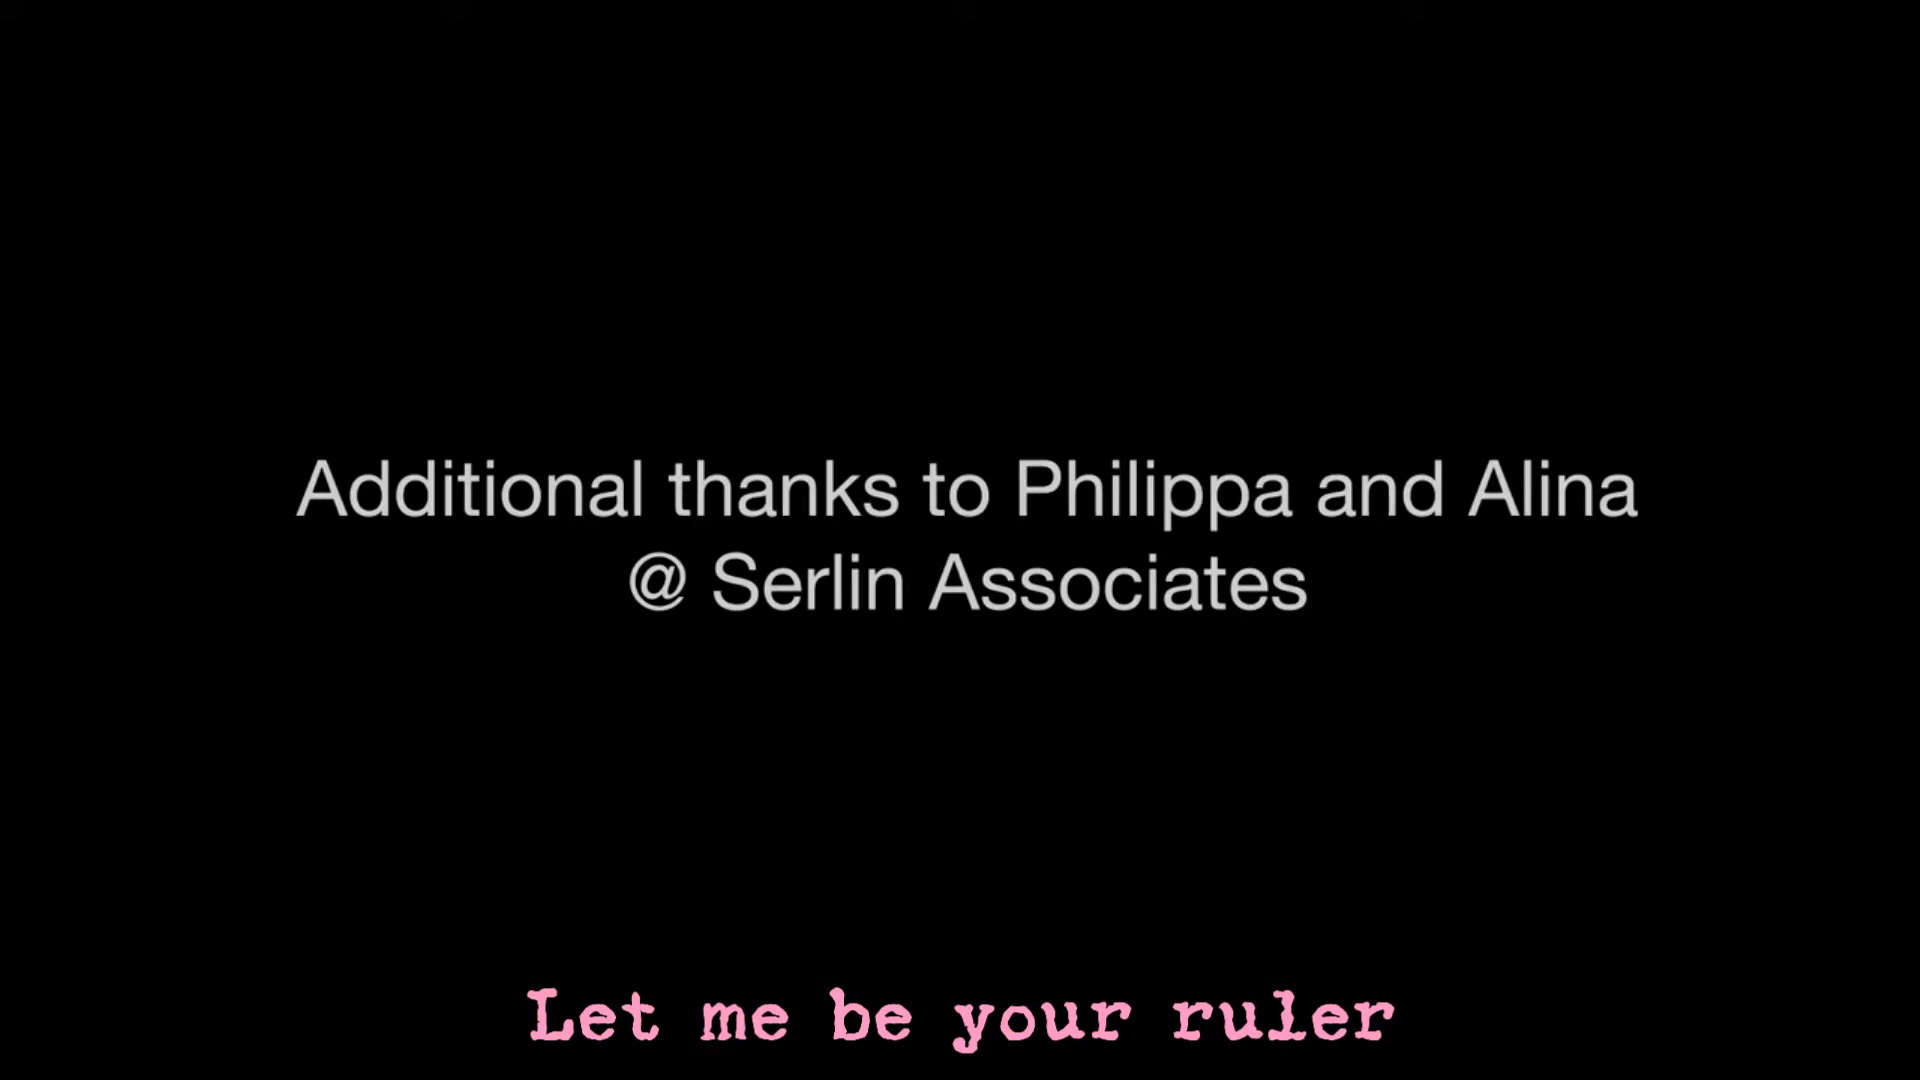 Additional thanks to Philippa and Alina
@ Serlin Associates
Let me be your ruler